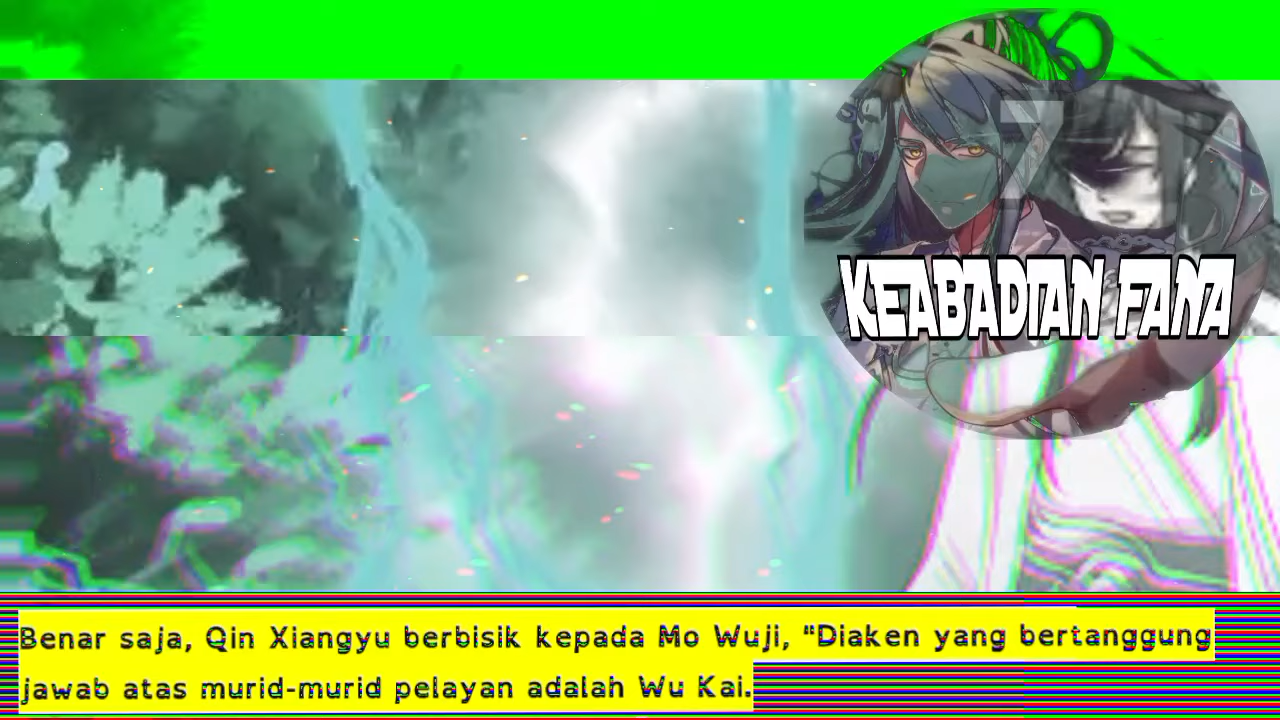 7
KEABADIAN FANA
Benar saja, Qin Xiangyu berbisik kepada Mo Wuji, "Diaken yang bertanggung
jawab atas murid-murid pelayan adalah Wu Kai.